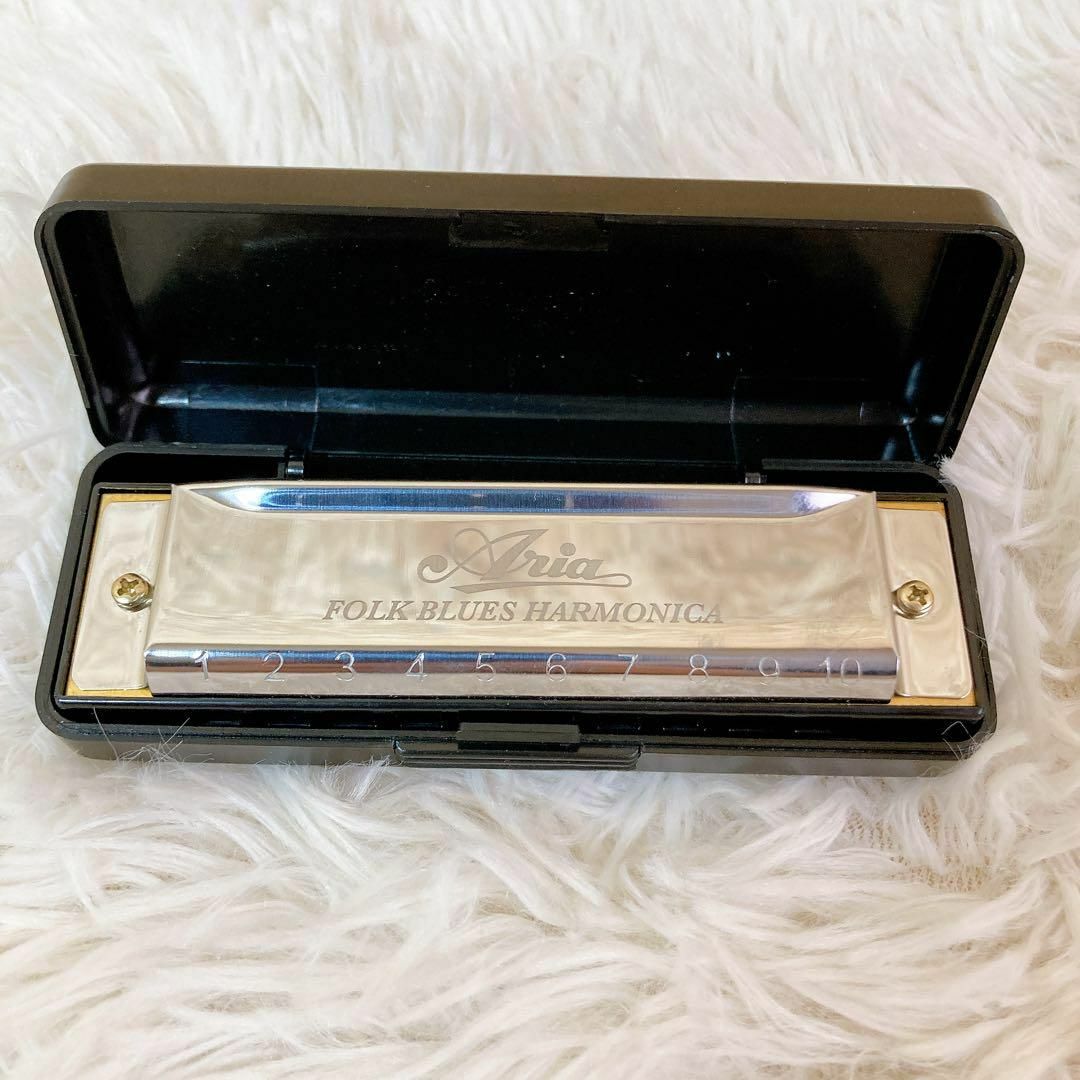 Aria
FOLK BLUES HARMONICA
1 2 3 4 5 6 7 8 9 10